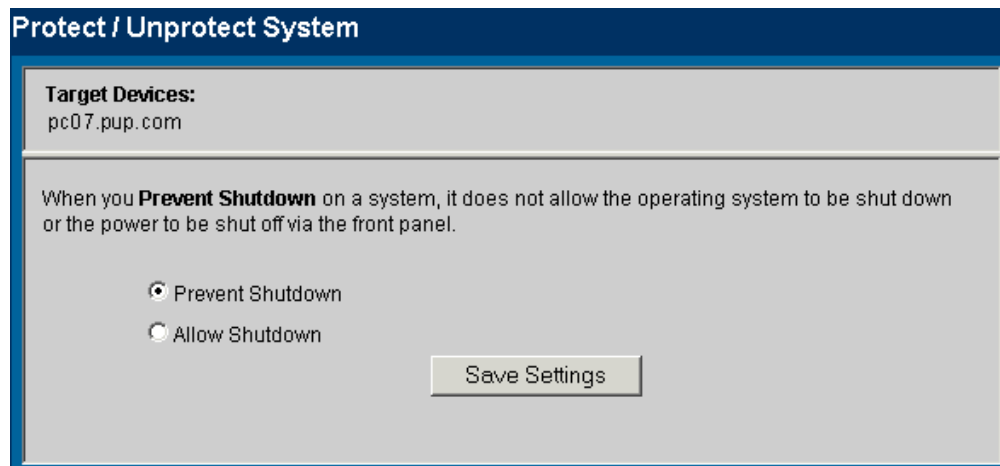 Protect / Unprotect System
Target Devices:
pc07.pup.com
When you Prevent Shutdown on a system, it does not allow the operating system to be shut down
or the power to be shut off via the front panel.
Prevent Shutdown
Allow Shutdown
Save Settings